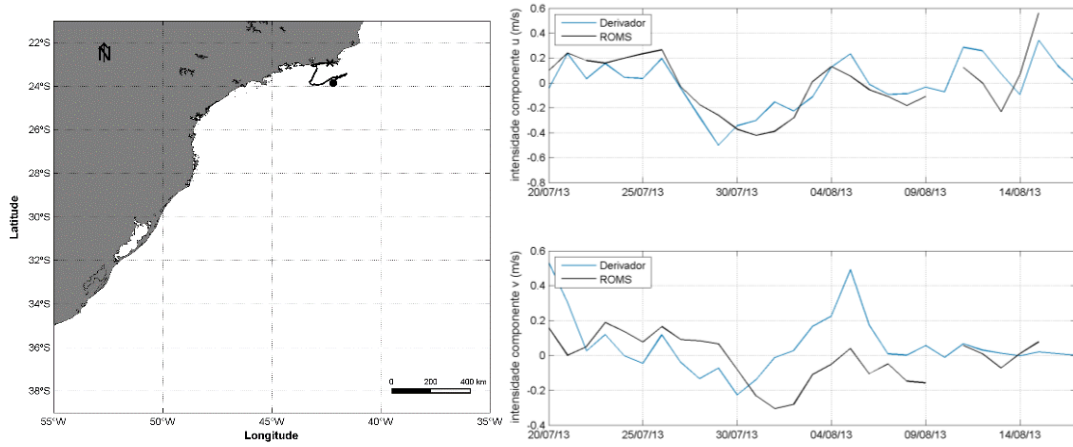 22°S
24°S
26°S
28°S
30°S
32°S
34°S
36°S
38°S
Latitude
N
0 200 400 km
55°W 50°W 45°W 40°W 35°W
Longitude
intensidade componente u (m/s)
0.6
0.4
0.2
0
-0.2
-0.4
-0.6
-0.8
Derivador
ROMS
20/07/13 25/07/13 30/07/13 04/08/13 09/08/13 14/08/13
intensidade componente v (m/s)
0.6
0.4
0.2
0
-0.2
-0.4
Derivador
ROMS
20/07/13 25/07/13 30/07/13 04/08/13 09/08/13 14/08/13